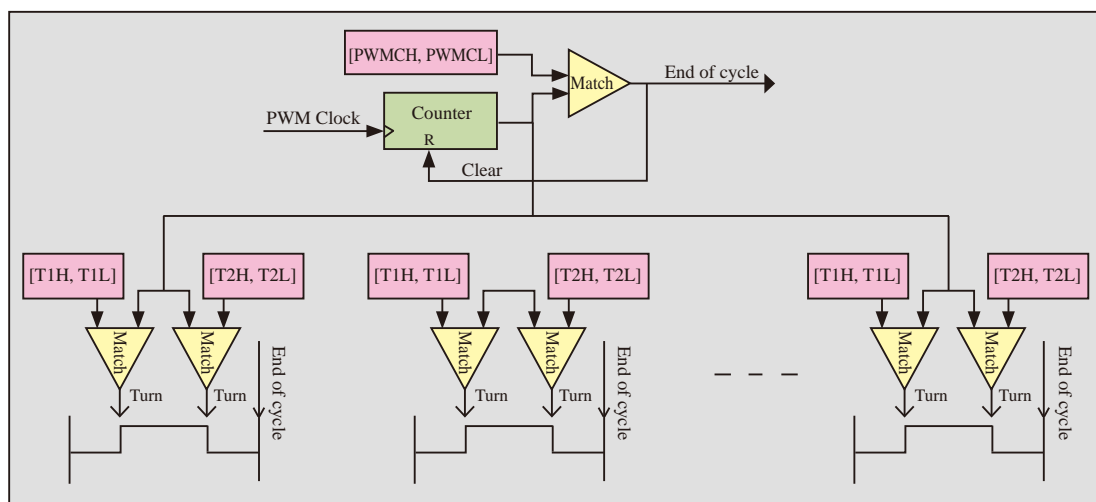 [PWMCH, PWMCL]
Match
End of cycle
PWM Clock
Counter
R
Clear
[T1H, T1L]
[T2H, T2L]
[T1H, T1L]
[T2H, T2L]
[T1H, T1L]
[T2H, T2L]
Match
Match
End of cycle
Match
Match
End of cycle
Match
Match
End of cycle
Turn
Turn
Turn
Turn
Turn
Turn